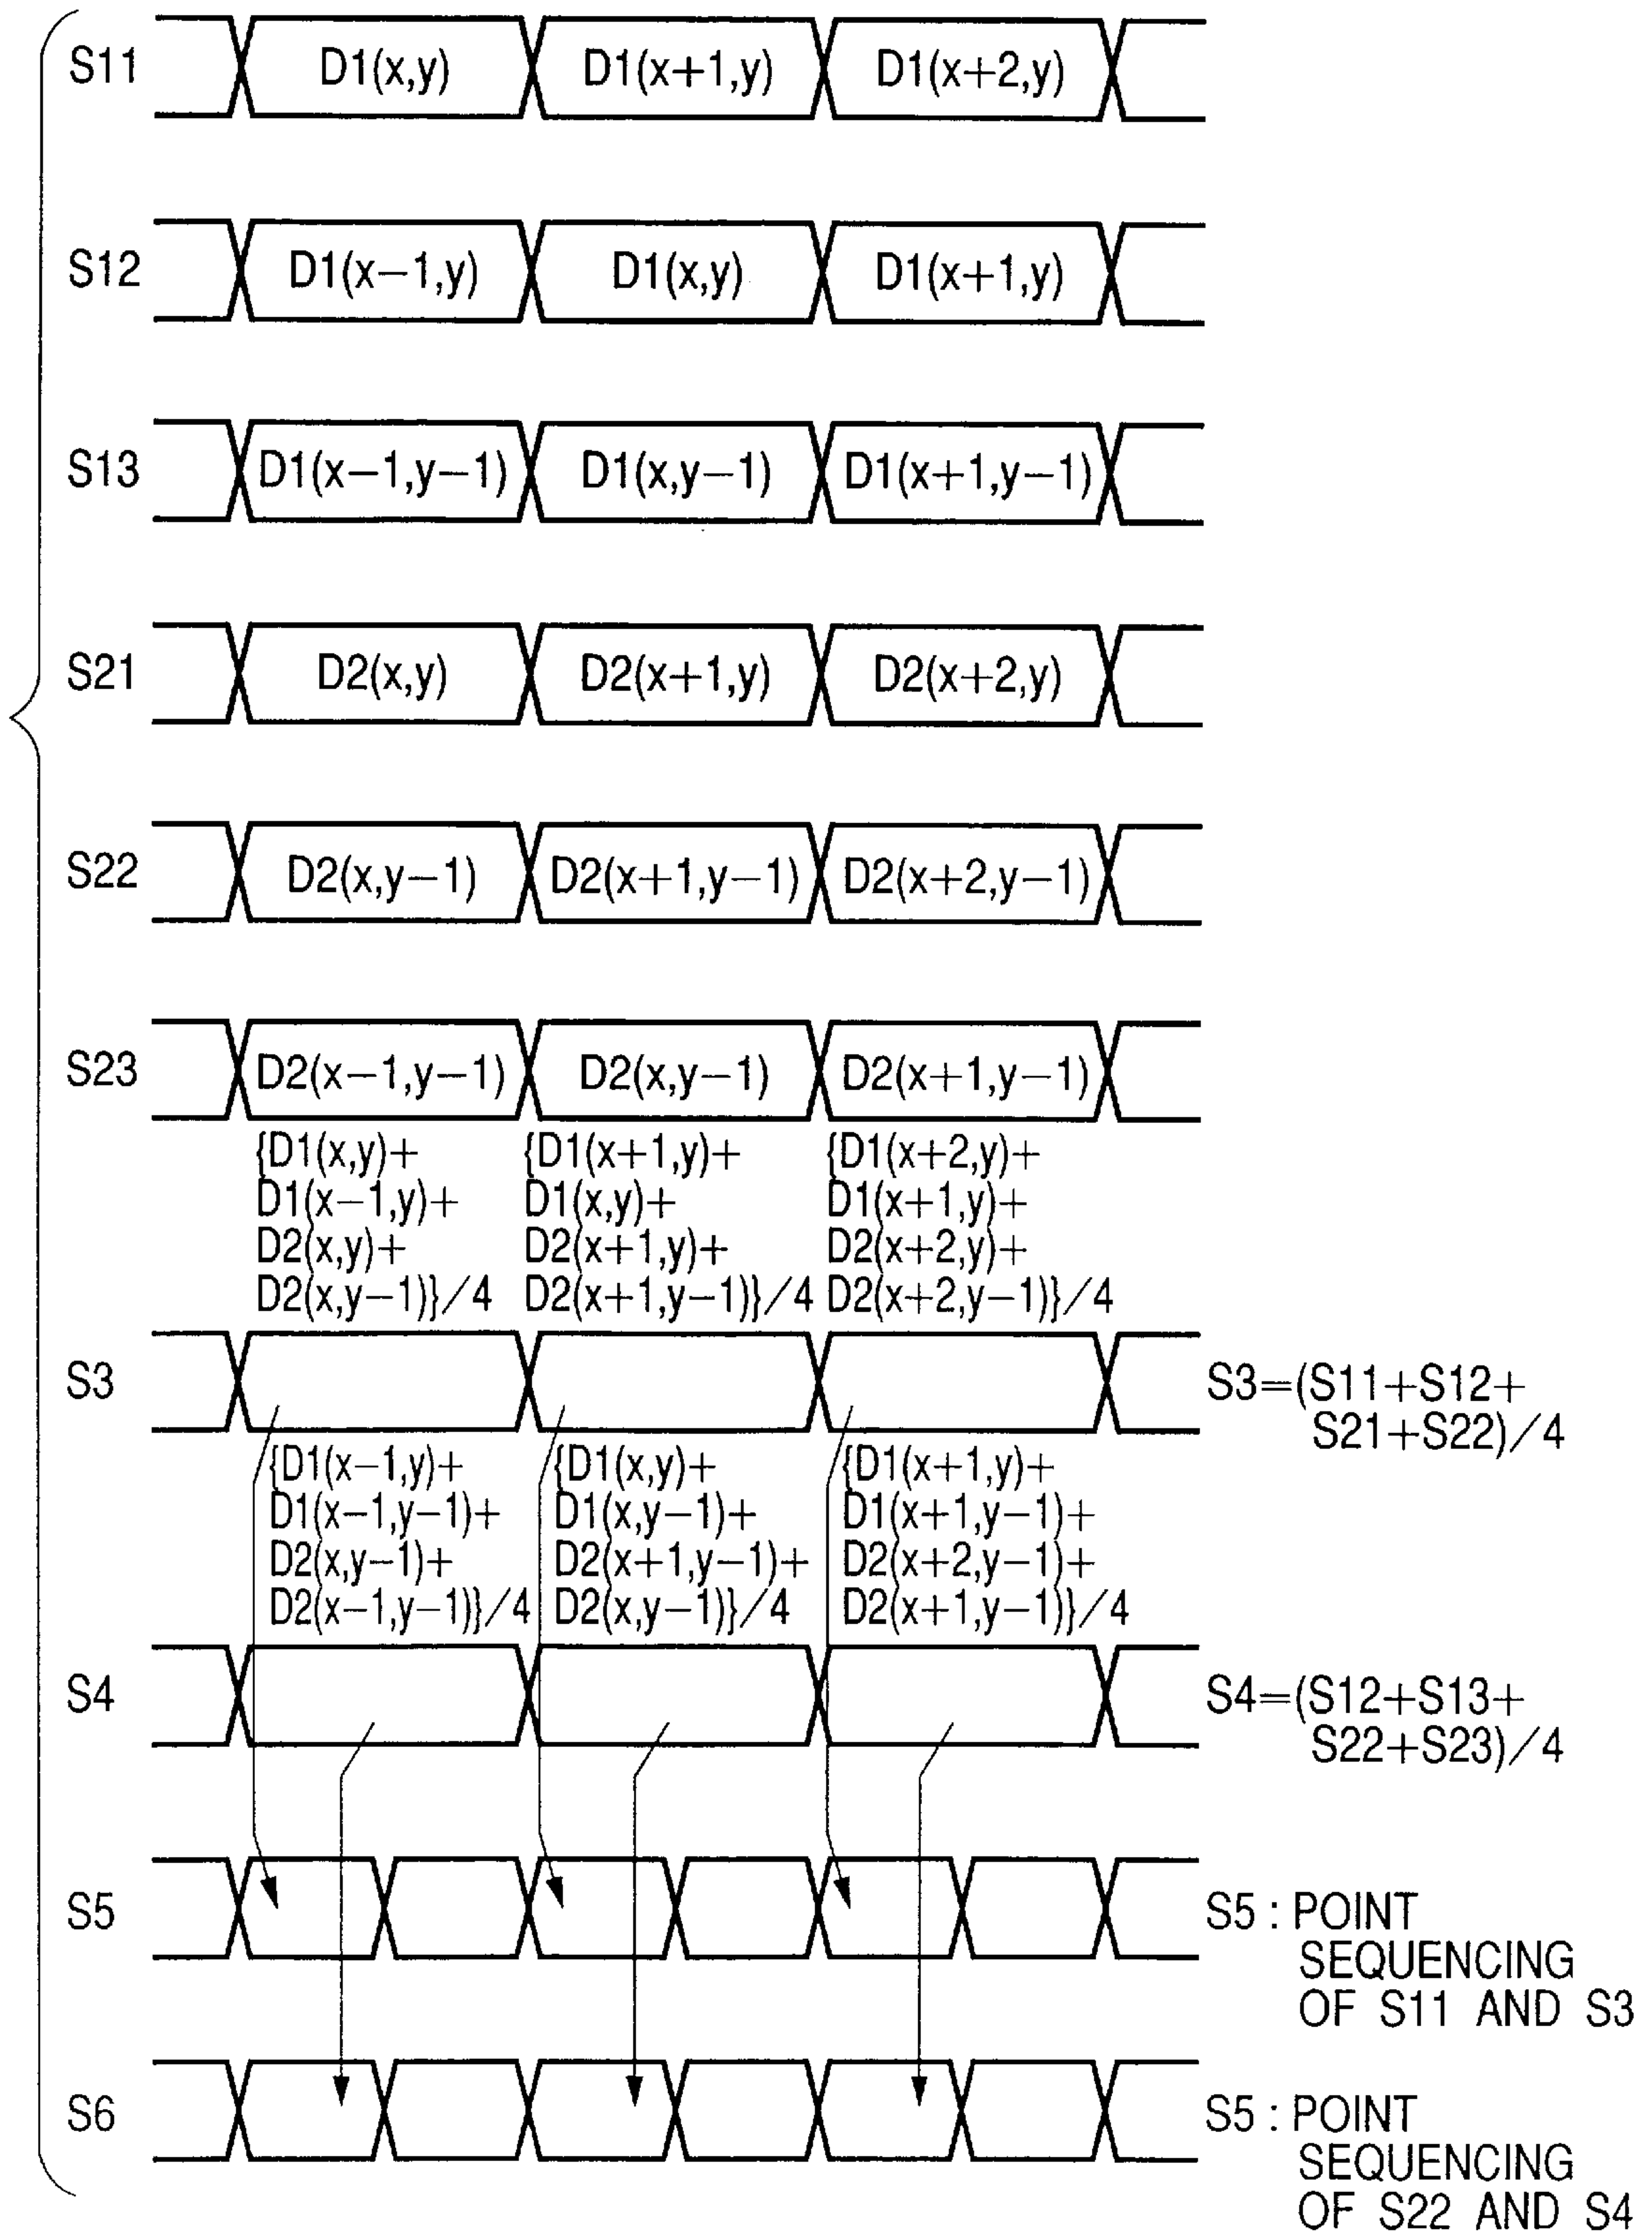 S11 D1(x,y) D1(x+1,y) D1(x+2,y)
S12 D1(x−1,y) D1(x,y) D1(x+1,y)
S13 D1(x−1,y−1) D1(x,y−1) D1(x+1,y−1)
S21 D2(x,y) D2(x+1,y) D2(x+2,y)
S22 D2(x,y−1) D2(x+1,y−1) D2(x+2,y−1)
S23 D2(x−1,y−1) D2(x,y−1) D2(x+1,y−1)
{D1(x,y)+ {D1(x+1,y)+ {D1(x+2,y)+
D1(x−1,y)+ D1(x,y)+ D1(x+1,y)+
D2(x,y)+ D2(x+1,y)+ D2(x+2,y)+
D2(x,y−1)}/4 D2(x+1,y−1)}/4 D2(x+2,y−1)}/4
S3 S3=(S11+S12+
S21+S22)/4
{D1(x−1,y)+ {D1(x,y)+ {D1(x+1,y)+
D1(x−1,y−1)+ D1(x,y−1)+ D1(x+1,y−1)+
D2(x,y−1)+ D2(x+1,y−1)+ D2(x+2,y−1)+
D2(x−1,y−1)}/4 D2(x,y−1)}/4 D2(x+1,y−1)}/4
S4 S4=(S12+S13+
S22+S23)/4
S5 S5 : POINT
SEQUENCING
OF S11 AND S3
S6 S5 : POINT
SEQUENCING
OF S22 AND S4